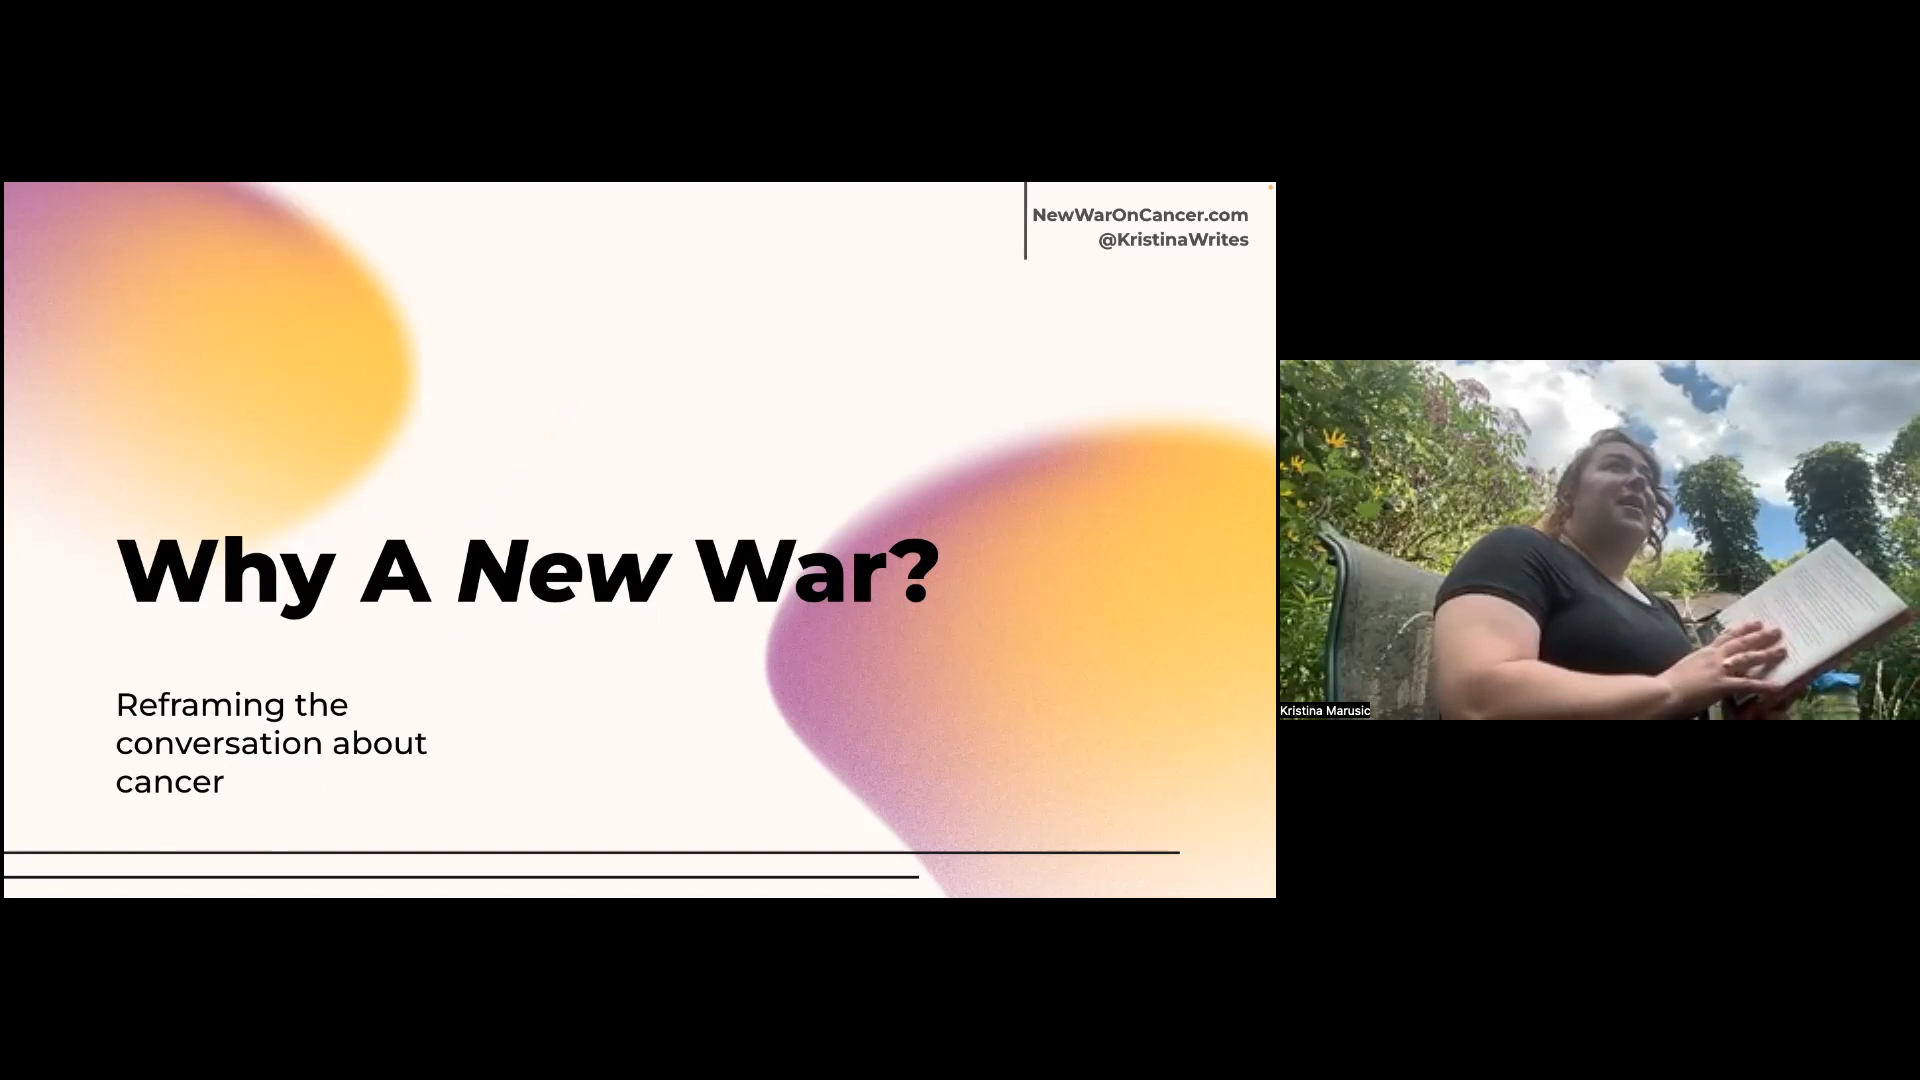 NewWarOnCancer.com
@KristinaWrites
Why A New War?
Reframing the
conversation about
cancer
Kristina Marusic